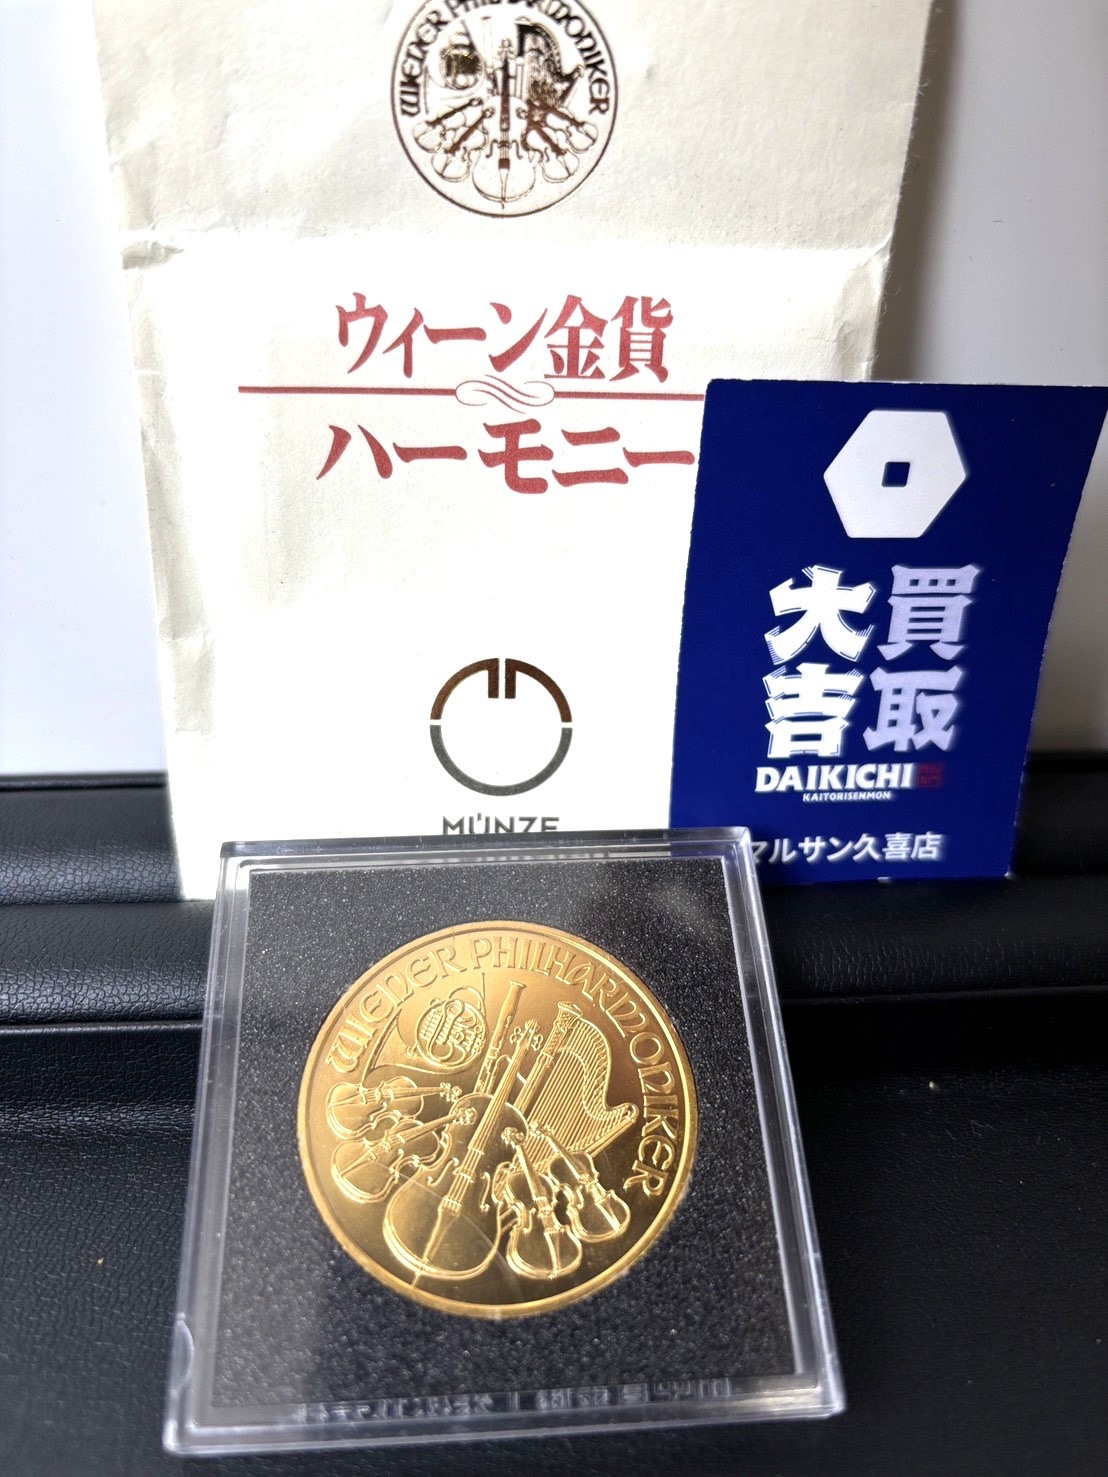 WIENER PHILHARMONIKER
ウィーン金貨
ハーモニー
MÜNZE
買取
大吉
DAIKICHI
KAITORISENMON
マルサン久喜店
WIENER PHILHARMONIKER